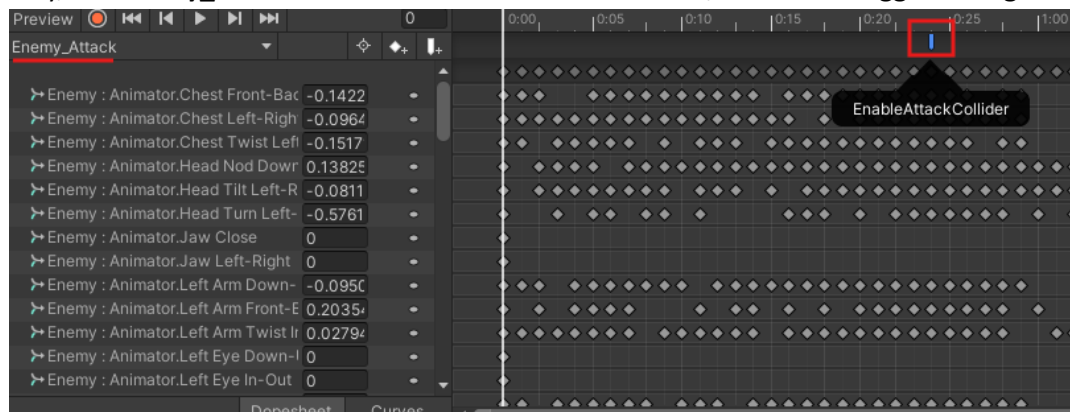 Preview 0 0:00 0:05 0:10 0:15 0:20 0:25 1:00
Enemy_Attack
EnableAttackCollider
Enemy : Animator.Chest Front-Bac -0.1422
Enemy : Animator.Chest Left-Righ -0.0964
Enemy : Animator.Chest Twist Left -0.1517
Enemy : Animator.Head Nod Down 0.13825
Enemy : Animator.Head Tilt Left-R -0.0811
Enemy : Animator.Head Turn Left- -0.5761
Enemy : Animator.Jaw Close 0
Enemy : Animator.Jaw Left-Right 0
Enemy : Animator.Left Arm Down- -0.0950
Enemy : Animator.Left Arm Front-B 0.20354
Enemy : Animator.Left Arm Twist In 0.02794
Enemy : Animator.Left Eye Down- 0
Enemy : Animator.Left Eye In-Out 0
Dopesheet Curves